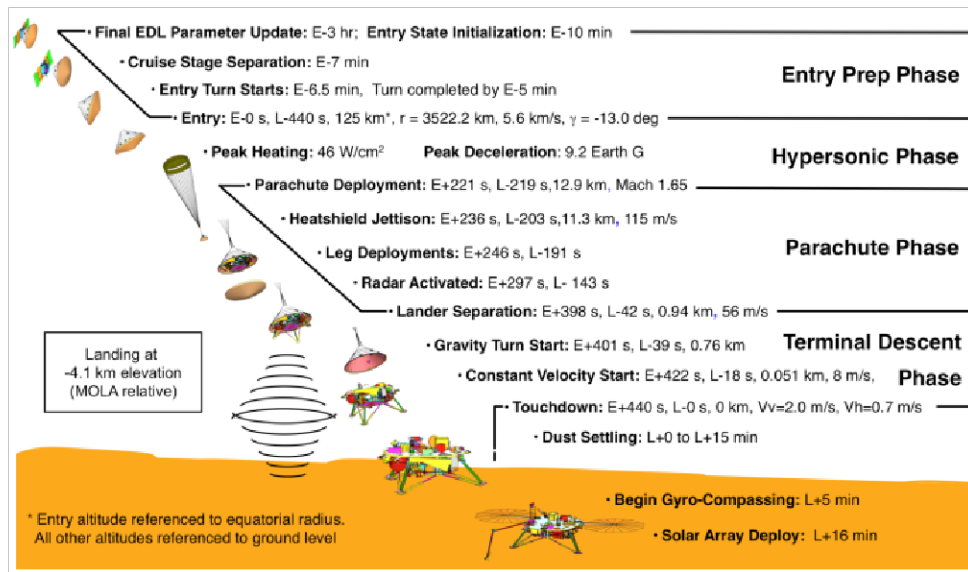 • Final EDL Parameter Update: E-3 hr; Entry State Initialization: E-10 min
• Cruise Stage Separation: E-7 min
Entry Prep Phase
• Entry Turn Starts: E-6.5 min, Turn completed by E-5 min
• Entry: E-0 s, L-440 s, 125 km*, r = 3522.2 km, 5.6 km/s, γ = -13.0 deg
• Peak Heating: 46 W/cm² Peak Deceleration: 9.2 Earth G
Hypersonic Phase
• Parachute Deployment: E+221 s, L-219 s,12.9 km, Mach 1.65
• Heatshield Jettison: E+236 s, L-203 s,11.3 km, 115 m/s
• Leg Deployments: E+246 s, L-191 s
Parachute Phase
• Radar Activated: E+297 s, L- 143 s
• Lander Separation: E+398 s, L-42 s, 0.94 km, 56 m/s
• Gravity Turn Start: E+401 s, L-39 s, 0.76 km
Terminal Descent
Phase
• Constant Velocity Start: E+422 s, L-18 s, 0.051 km, 8 m/s,
• Touchdown: E+440 s, L-0 s, 0 km, Vv=2.0 m/s, Vh=0.7 m/s
• Dust Settling: L+0 to L+15 min
Landing at
-4.1 km elevation
(MOLA relative)
• Begin Gyro-Compassing: L+5 min
• Solar Array Deploy: L+16 min
* Entry altitude referenced to equatorial radius.
All other altitudes referenced to ground level